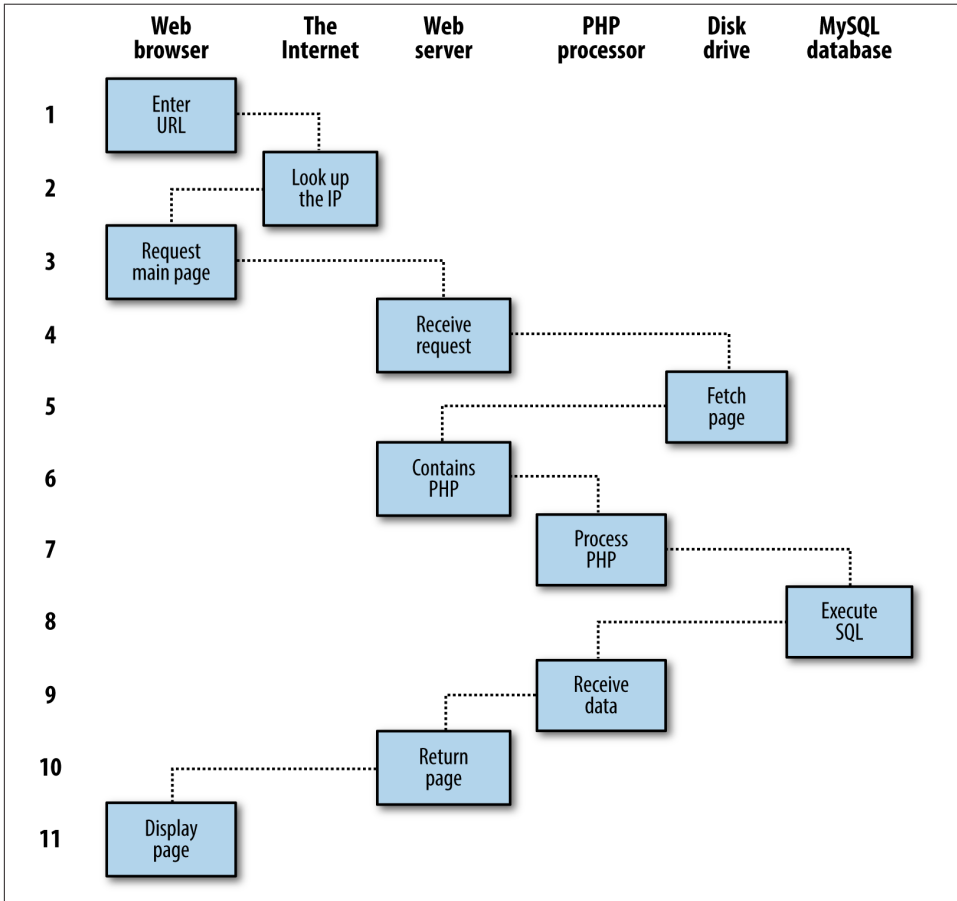 Web browser
The Internet
Web server
PHP processor
Disk drive
MySQL database
1
Enter
URL
2
Look up
the IP
3
Request
main page
4
Receive
request
5
Fetch
page
6
Contains
PHP
7
Process
PHP
8
Execute
SQL
9
Receive
data
10
Return
page
11
Display
page